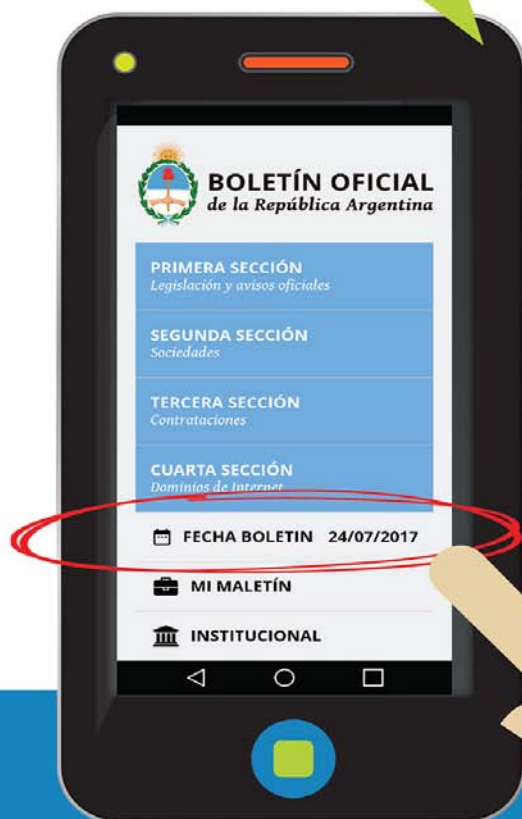 BOLETÍN OFICIAL
de la República Argentina
PRIMERA SECCIÓN
Legislación y avisos oficiales
SEGUNDA SECCIÓN
Sociedades
TERCERA SECCIÓN
Contrataciones
CUARTA SECCIÓN
Dominios de Internet
FECHA BOLETIN 24/07/2017
MI MALETÍN
INSTITUCIONAL